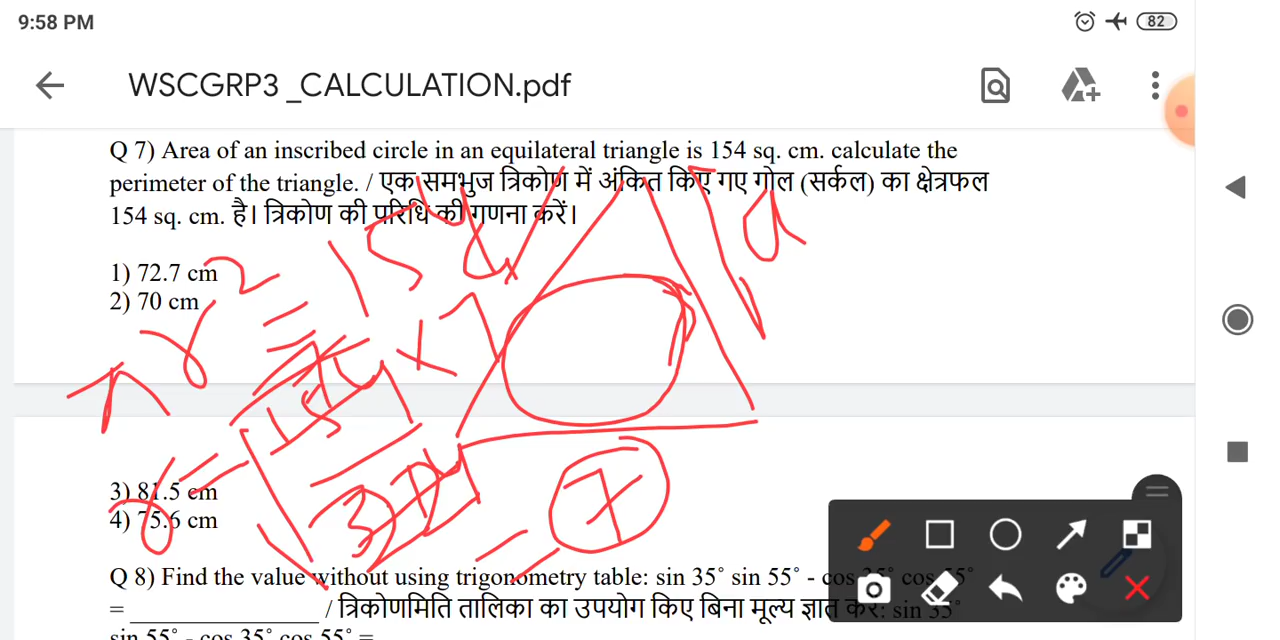 9:58 PM
82
WSCGRP3 _CALCULATION.pdf
Q 7) Area of an inscribed circle in an equilateral triangle is 154 sq. cm. calculate the
perimeter of the triangle. / एक समभुज त्रिकोण में अंकित किए गए गोल (सर्कल) का क्षेत्रफल
154 sq. cm. है। त्रिकोण की परिधि की गणना करें।
1) 72.7 cm
2) 70 cm
πr² = 154
3) 81.5 cm
4) 75.6 cm
= 7
Q 8) Find the value without using trigonometry table: sin 35˚ sin 55˚ - cos 35˚ cos 55˚
= ________________ / त्रिकोणमिति तालिका का उपयोग किए बिना मूल्य ज्ञात करें: sin 35˚
sin 55˚ - cos 35˚ cos 55˚ =